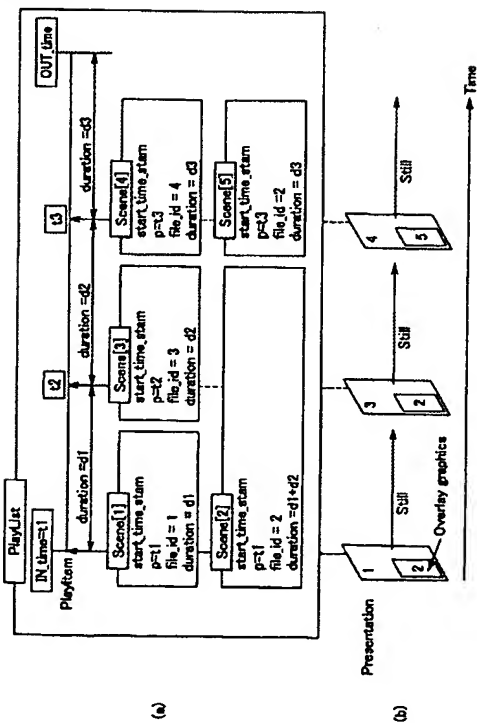 (a)
PlayList
IN_time=t1
t2
t3
OUT_time
PlayItem
duration =d1
duration =d2
duration =d3
Scene[1]
start_time_stam
p=t1
file_id = 1
duration = d1
Scene[3]
start_time_stam
p=t2
file_id = 3
duration = d2
Scene[4]
start_time_stam
p=t3
file_id = 4
duration = d3
Scene[2]
start_time_stam
p=t1
file_id = 2
duration =d1+d2
Scene[5]
start_time_stam
p=t3
file_id =2
duration = d3
(b)
Presentation
1
2
Still
3
2
Still
4
5
Still
Overlay graphics
Time